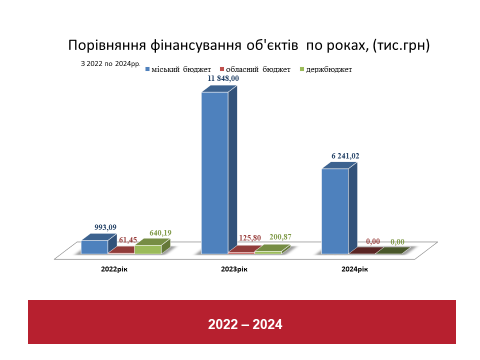 Порівняння фінансування об'єктів по роках, (тис.грн)
З 2022 по 2024рр.
міський бюджет обласний бюджет держбюджет
11 848,00
6 241,02
993,09 61,45 640,19 125,80 200,87 0,00 0,00
2022рік 2023рік 2024рік
2022 – 2024